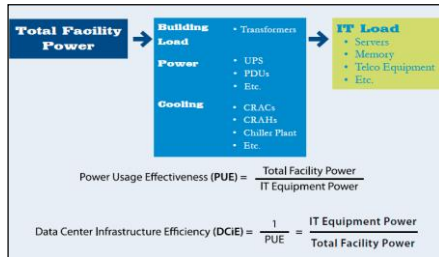 Total Facility
Power
Building
Load
• Transformers
Power
• UPS
• PDUs
• Etc.
Cooling
• CRACs
• CRAHs
• Chiller Plant
• Etc.
IT Load
• Servers
• Memory
• Telco Equipment
• Etc.
Power Usage Effectiveness (PUE) = Total Facility Power
IT Equipment Power
Data Center Infrastructure Efficiency (DCiE) = 1
PUE
= IT Equipment Power
Total Facility Power